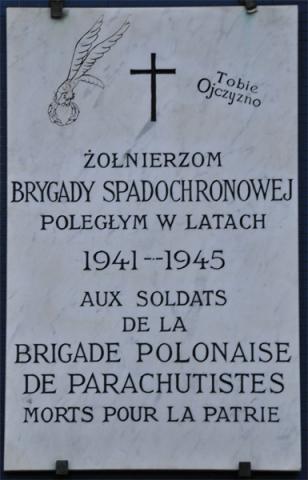 Tobie
Ojczyzno
ŻOŁNIERZOM
BRYGADY SPADOCHRONOWEJ
POLEGŁYM W LATACH
1941--1945
AUX SOLDATS
DE LA
BRIGADE POLONAISE
DE PARACHUTISTES
MORTS POUR LA PATRIE